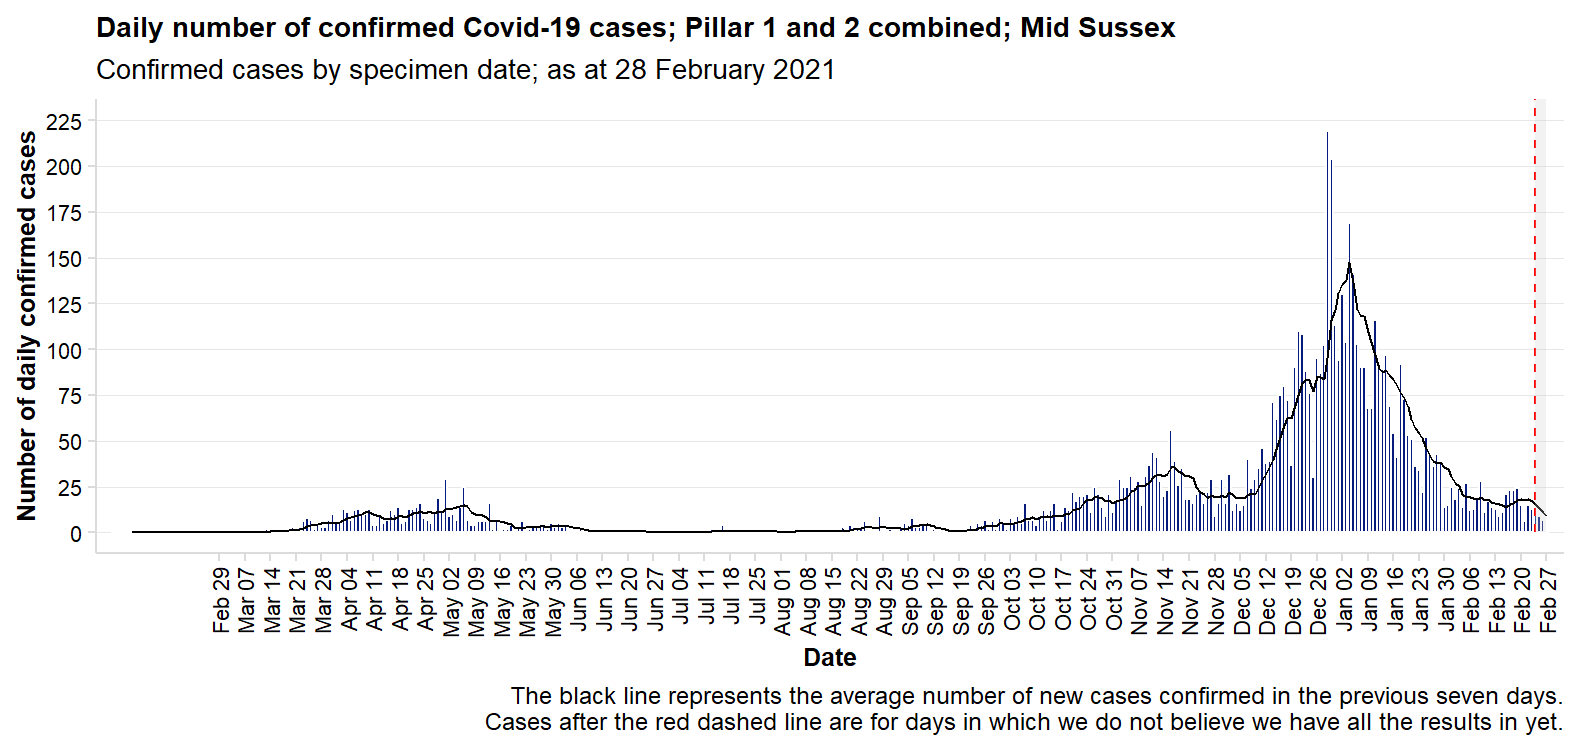 Daily number of confirmed Covid-19 cases; Pillar 1 and 2 combined; Mid Sussex
Confirmed cases by specimen date; as at 28 February 2021
Number of daily confirmed cases
225
200
175
150
125
100
75
50
25
0
Feb 29
Mar 07
Mar 14
Mar 21
Mar 28
Apr 04
Apr 11
Apr 18
Apr 25
May 02
May 09
May 16
May 23
May 30
Jun 06
Jun 13
Jun 20
Jun 27
Jul 04
Jul 11
Jul 18
Jul 25
Aug 01
Aug 08
Aug 15
Aug 22
Aug 29
Sep 05
Sep 12
Sep 19
Sep 26
Oct 03
Oct 10
Oct 17
Oct 24
Oct 31
Nov 07
Nov 14
Nov 21
Nov 28
Dec 05
Dec 12
Dec 19
Dec 26
Jan 02
Jan 09
Jan 16
Jan 23
Jan 30
Feb 06
Feb 13
Feb 20
Feb 27
Date
The black line represents the average number of new cases confirmed in the previous seven days.
Cases after the red dashed line are for days in which we do not believe we have all the results in yet.